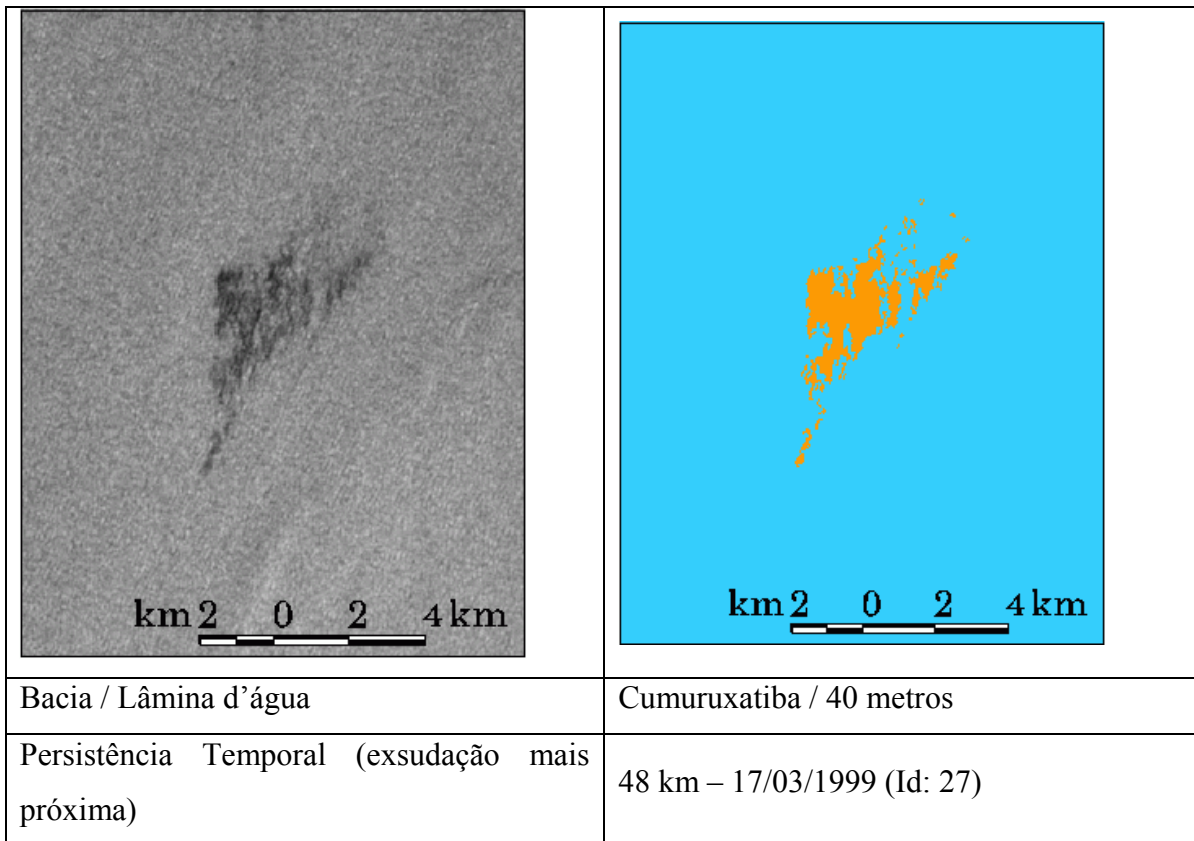 km 2 0 2 4 km
km 2 0 2 4 km
Bacia / Lâmina d’água
Cumuruxatiba / 40 metros
Persistência Temporal (exsudação mais
próxima)
48 km – 17/03/1999 (Id: 27)